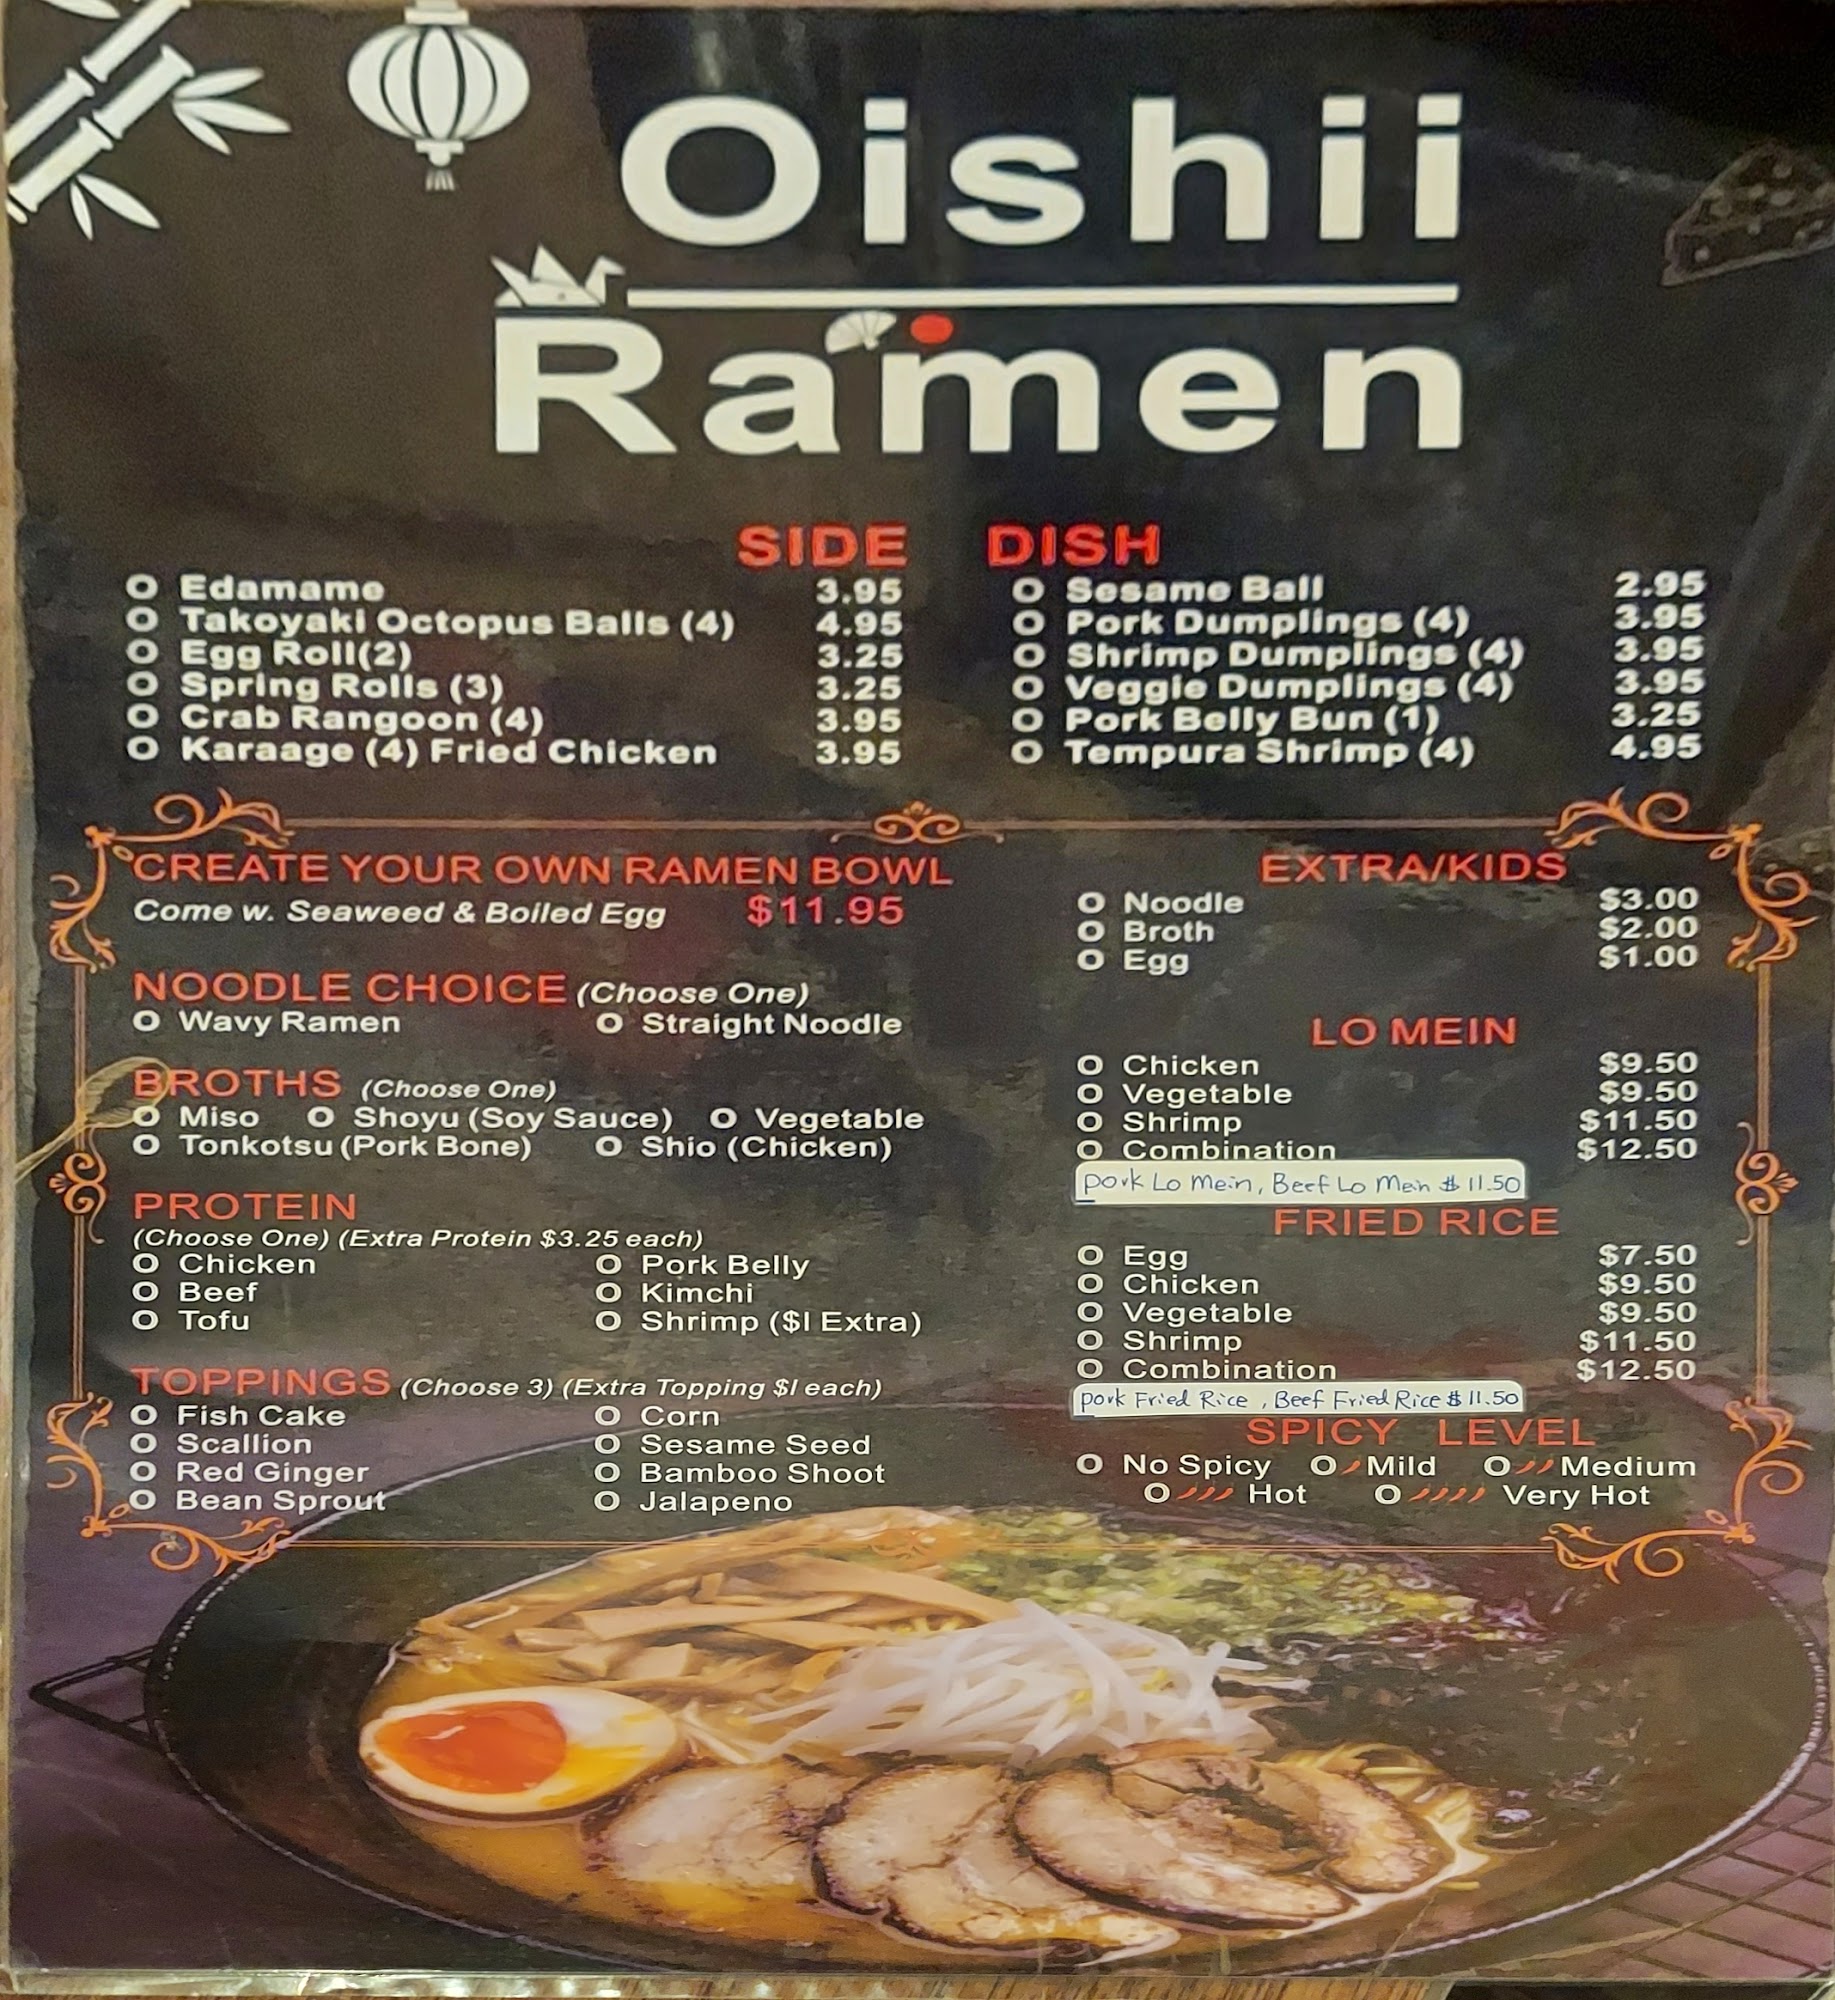 Oishii
Ramen
SIDE DISH
O Edamame 3.95
O Takoyaki Octopus Balls (4) 4.95
O Egg Roll(2) 3.25
O Spring Rolls (3) 3.25
O Crab Rangoon (4) 3.95
O Karaage (4) Fried Chicken 3.95
O Sesame Ball 2.95
O Pork Dumplings (4) 3.95
O Shrimp Dumplings (4) 3.95
O Veggie Dumplings (4) 3.95
O Pork Belly Bun (1) 3.25
O Tempura Shrimp (4) 4.95
CREATE YOUR OWN RAMEN BOWL
Come w. Seaweed & Boiled Egg $11.95
NOODLE CHOICE (Choose One)
O Wavy Ramen O Straight Noodle
BROTHS (Choose One)
O Miso O Shoyu (Soy Sauce) O Vegetable
O Tonkotsu (Pork Bone) O Shio (Chicken)
PROTEIN
(Choose One) (Extra Protein $3.25 each)
O Chicken O Pork Belly
O Beef O Kimchi
O Tofu O Shrimp ($1 Extra)
TOPPINGS (Choose 3) (Extra Topping $1 each)
O Fish Cake O Corn
O Scallion O Sesame Seed
O Red Ginger O Bamboo Shoot
O Bean Sprout O Jalapeno
EXTRA/KIDS
O Noodle $3.00
O Broth $2.00
O Egg $1.00
LO MEIN
O Chicken $9.50
O Vegetable $9.50
O Shrimp $11.50
O Combination $12.50
Pork Lo Mein, Beef Lo Mein $11.50
FRIED RICE
O Egg $7.50
O Chicken $9.50
O Vegetable $9.50
O Shrimp $11.50
O Combination $12.50
Pork Fried Rice, Beef Fried Rice $11.50
SPICY LEVEL
O No Spicy O Mild O Medium
O Hot O Very Hot